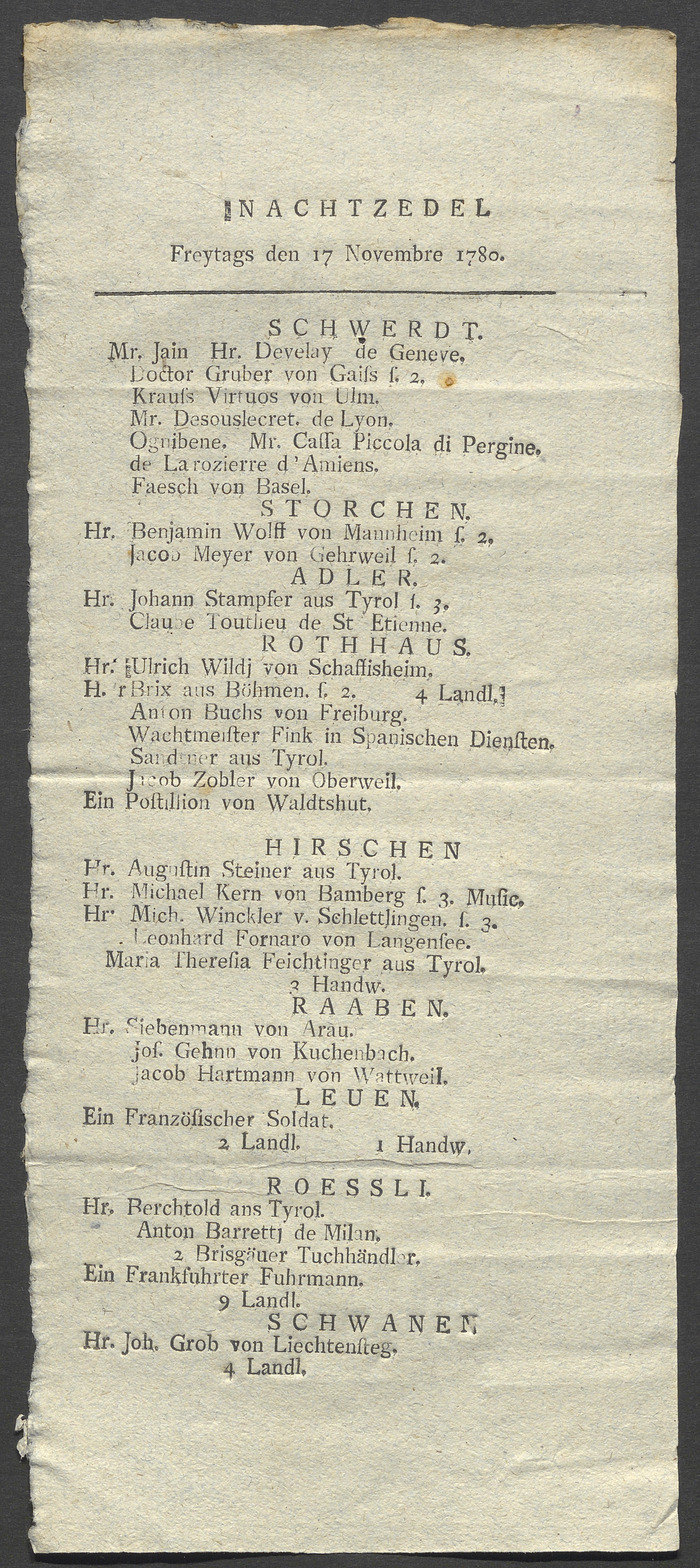 NACHTZEDEL
Freytags den 17 Novembre 1780.
SCHWERDT.
Mr. Jain Hr. Develay de Geneve,
Doctor Gruber von Gaiſs ſ. 2,
Krauſs Virtuos von Ulm.
Mr. Desouslecret. de Lyon.
Ognibene. Mr. Caſſa Piccola di Pergine,
de Larozierre d'Amiens.
Faesch von Basel.
STORCHEN.
Hr. Benjamin Wolff von Mannheim ſ. 2,
Jacob Meyer von Gehrweil ſ. 2.
ADLER.
Hr. Johann Stampfer aus Tyrol ſ. 3,
Claude Toutlieu de St Etienne.
ROTHHAUS.
Hr. Ulrich Wildj von Schaffisheim,
H. r Brix aus Böhmen. ſ. 2. 4 Landl,
Anton Buchs von Freiburg.
Wachtmeiſter Fink in Spanischen Dienſten,
Sandtner aus Tyrol.
Jacob Zobler von Oberweil,
Ein Poſtillion von Waldtshut,
HIRSCHEN
Hr. Auguſtin Steiner aus Tyrol.
Hr. Michael Kern von Bamberg ſ. 3. Muſic,
Hr. Mich. Winckler v. Schlettlingen. ſ. 3.
Leonhard Fornaro von Langenſee.
Maria Thereſia Feichtinger aus Tyrol,
3 Handw.
RAABEN.
Hr. Siebenmann von Arau.
Joſ. Gehnn von Kuchenbach.
Jacob Hartmann von Wattweil,
LEUEN,
Ein Französiſcher Soldat,
2 Landl. 1 Handw,
ROESSLI.
Hr. Berchtold ans Tyrol.
Anton Barrettj de Milan,
2 Brisgäuer Tuchhändler,
Ein Frankfuhrter Fuhrmann.
9 Landl.
SCHWANEN
Hr. Joh. Grob von Liechtenſteg,
4 Landl,